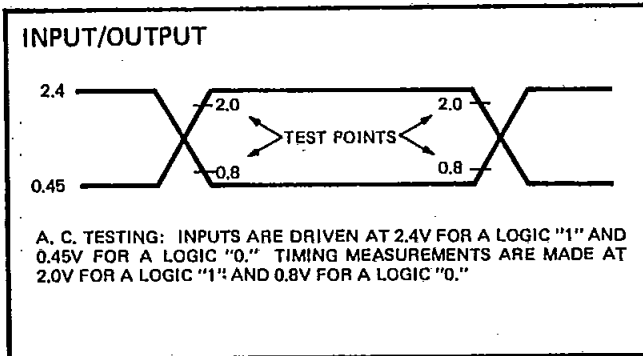 INPUT/OUTPUT
2.4
2.0
2.0
TEST POINTS
0.8
0.8
0.45
A. C. TESTING: INPUTS ARE DRIVEN AT 2.4V FOR A LOGIC "1" AND
0.45V FOR A LOGIC "0." TIMING MEASUREMENTS ARE MADE AT
2.0V FOR A LOGIC "1" AND 0.8V FOR A LOGIC "0."